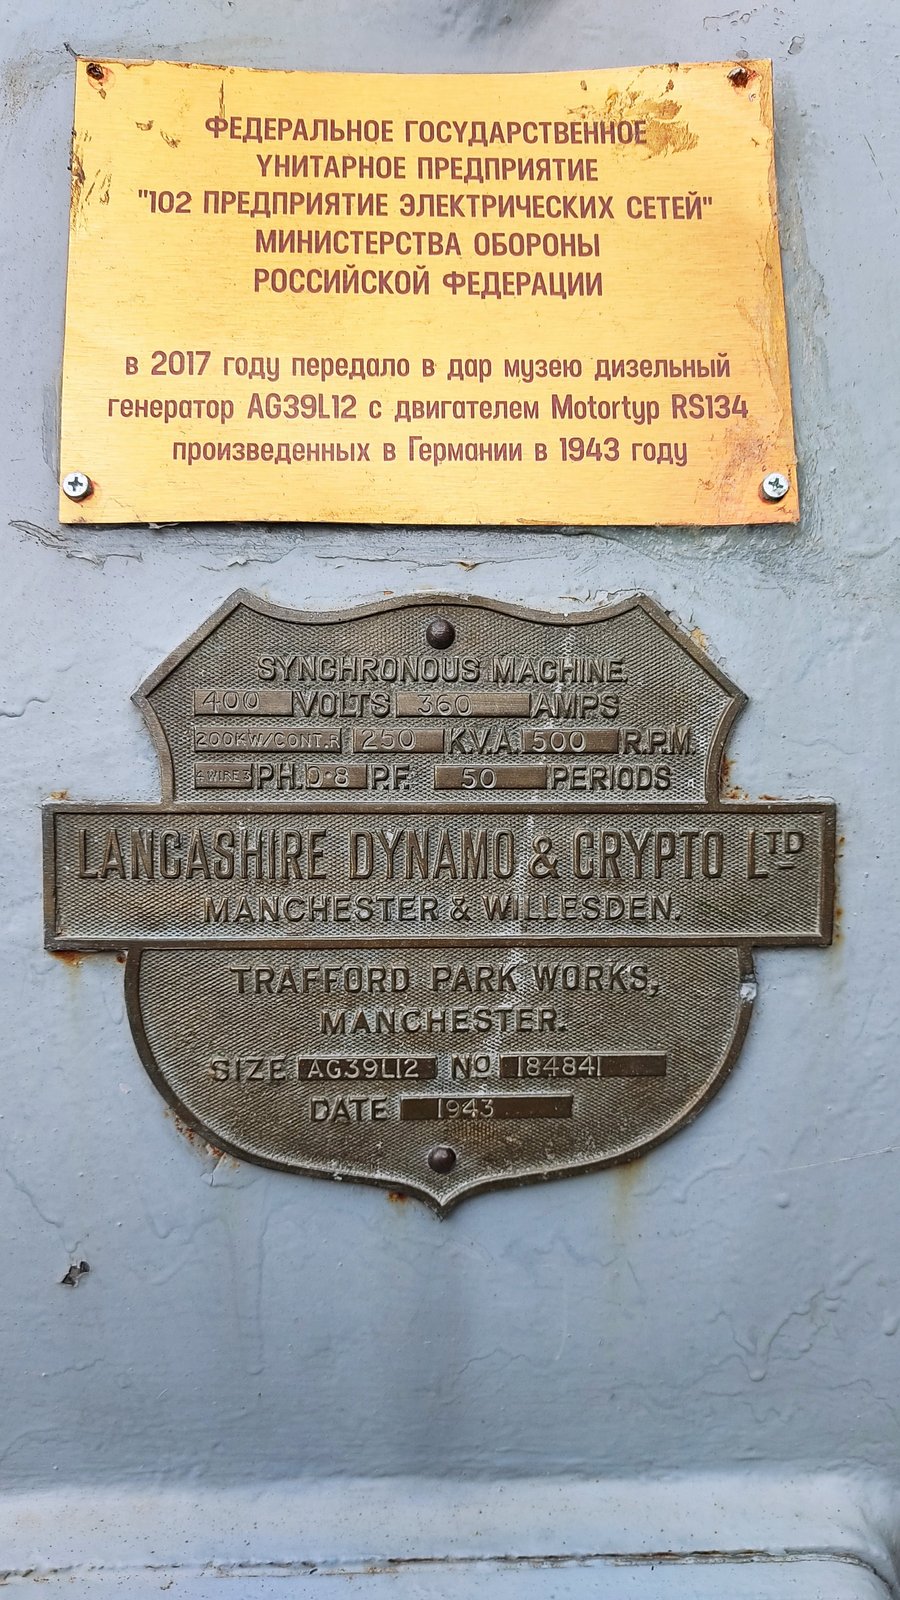 ФЕДЕРАЛЬНОЕ ГОСУДАРСТВЕННОЕ
УНИТАРНОЕ ПРЕДПРИЯТИЕ
"102 ПРЕДПРИЯТИЕ ЭЛЕКТРИЧЕСКИХ СЕТЕЙ"
МИНИСТЕРСТВА ОБОРОНЫ
РОССИЙСКОЙ ФЕДЕРАЦИИ
в 2017 году передало в дар музею дизельный
генератор AG39L12 с двигателем Motortyp RS134
произведенных в Германии в 1943 году
SYNCHRONOUS MACHINE.
400 VOLTS 360 AMPS
200KW/CONT.R 250 K.V.A. 500 R.P.M.
4WIRE3 PH. 0·8 P.F. 50 PERIODS
LANCASHIRE DYNAMO & CRYPTO LTD
MANCHESTER & WILLESDEN.
TRAFFORD PARK WORKS,
MANCHESTER.
SIZE AG39L12 No 184841
DATE 1943